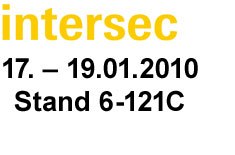 intersec
17. – 19.01.2010
Stand 6-121C